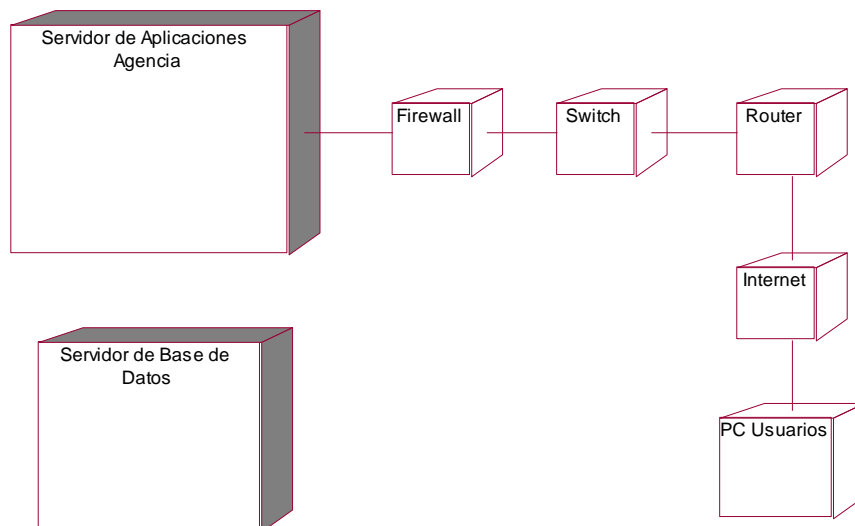 Servidor de Aplicaciones
Agencia
Firewall
Switch
Router
Internet
Servidor de Base de
Datos
PC Usuarios